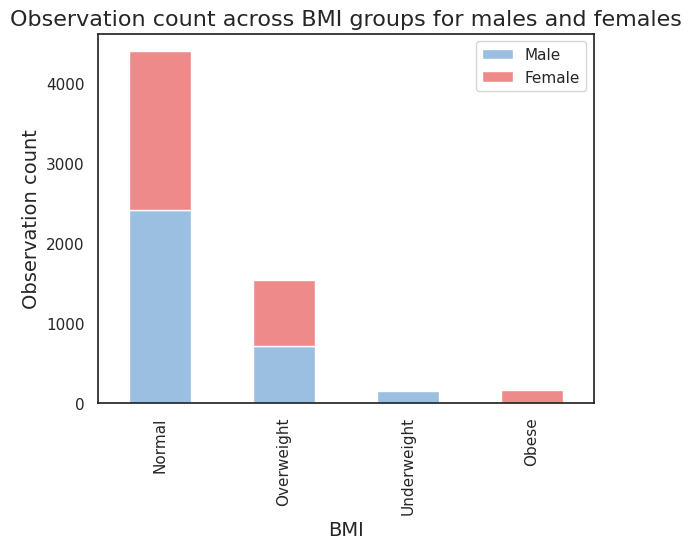 Observation count across BMI groups for males and females
Male
Female
Observation count
4000
3000
2000
1000
0
Normal
Overweight
Underweight
Obese
BMI